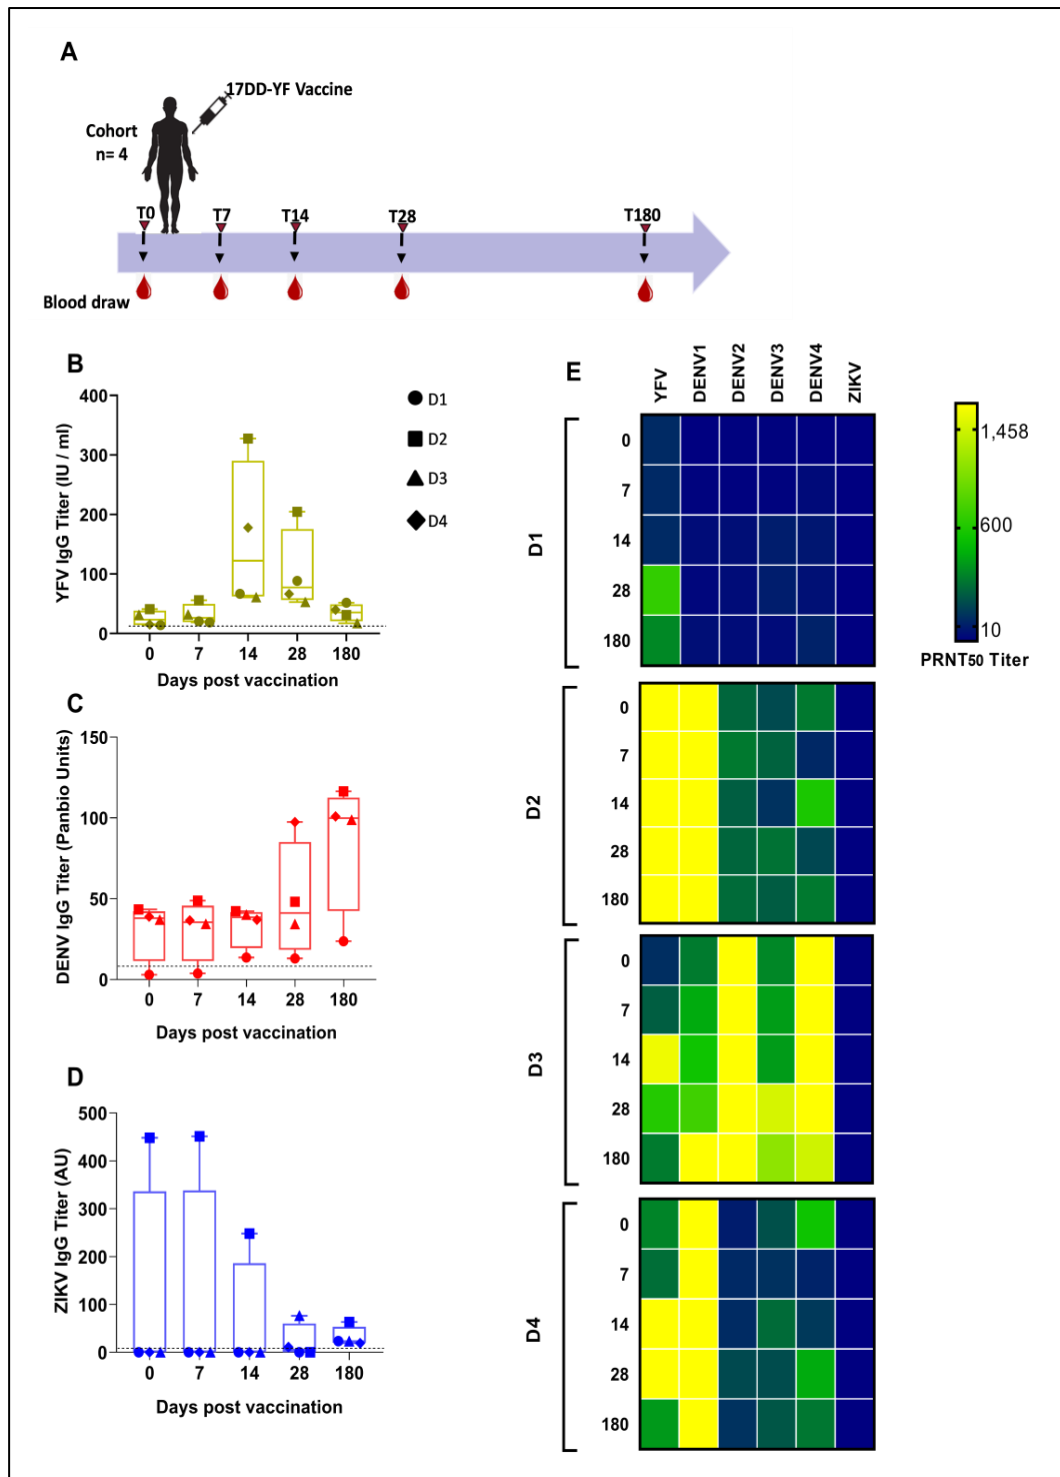 A
17DD-YF Vaccine
Cohort
n= 4
T0 T7 T14 T28 T180
Blood draw
B
YFV IgG Titer (IU / ml)
400
300
200
100
0
0 7 14 28 180
Days post vaccination
D1
D2
D3
D4
C
DENV IgG Titer (Panbio Units)
150
100
50
0
0 7 14 28 180
Days post vaccination
D
ZIKV IgG Titer (AU)
500
400
300
200
100
0
0 7 14 28 180
Days post vaccination
E
YFV DENV1 DENV2 DENV3 DENV4 ZIKV
D1
0
7
14
28
180
D2
0
7
14
28
180
D3
0
7
14
28
180
D4
0
7
14
28
180
1,458
600
10
PRNT50 Titer